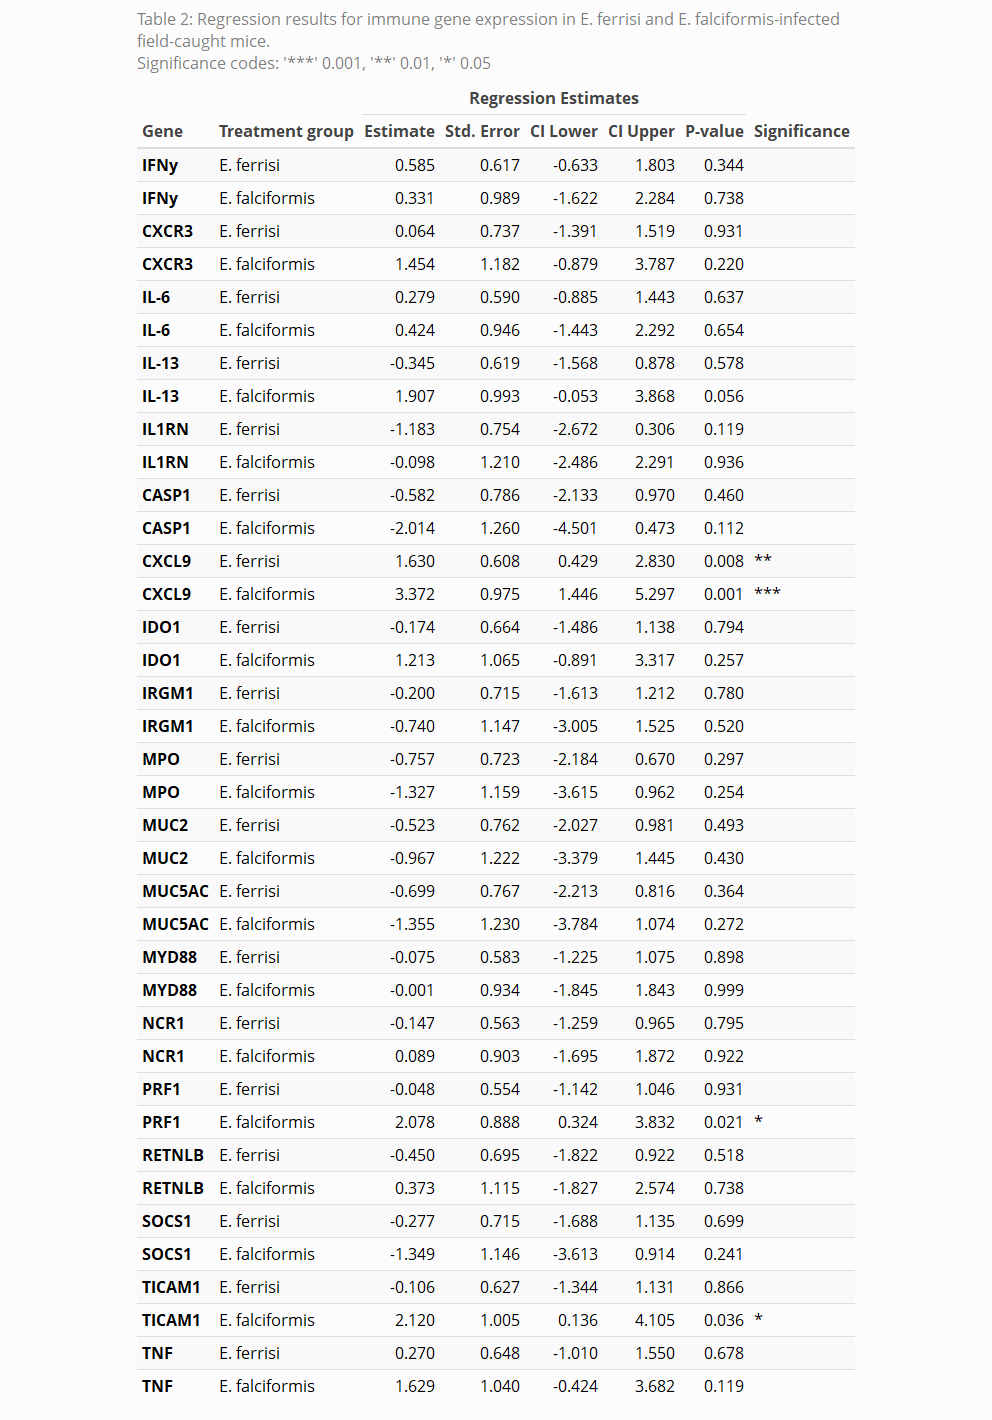 Table 2: Regression results for immune gene expression in E. ferrisi and E. falciformis-infected
field-caught mice.
Significance codes: '***' 0.001, '**' 0.01, '*' 0.05
Regression Estimates
Gene Treatment group Estimate Std. Error CI Lower CI Upper P-value Significance
IFNy E. ferrisi 0.585 0.617 -0.633 1.803 0.344
IFNy E. falciformis 0.331 0.989 -1.622 2.284 0.738
CXCR3 E. ferrisi 0.064 0.737 -1.391 1.519 0.931
CXCR3 E. falciformis 1.454 1.182 -0.879 3.787 0.220
IL-6 E. ferrisi 0.279 0.590 -0.885 1.443 0.637
IL-6 E. falciformis 0.424 0.946 -1.443 2.292 0.654
IL-13 E. ferrisi -0.345 0.619 -1.568 0.878 0.578
IL-13 E. falciformis 1.907 0.993 -0.053 3.868 0.056
IL1RN E. ferrisi -1.183 0.754 -2.672 0.306 0.119
IL1RN E. falciformis -0.098 1.210 -2.486 2.291 0.936
CASP1 E. ferrisi -0.582 0.786 -2.133 0.970 0.460
CASP1 E. falciformis -2.014 1.260 -4.501 0.473 0.112
CXCL9 E. ferrisi 1.630 0.608 0.429 2.830 0.008 **
CXCL9 E. falciformis 3.372 0.975 1.446 5.297 0.001 ***
IDO1 E. ferrisi -0.174 0.664 -1.486 1.138 0.794
IDO1 E. falciformis 1.213 1.065 -0.891 3.317 0.257
IRGM1 E. ferrisi -0.200 0.715 -1.613 1.212 0.780
IRGM1 E. falciformis -0.740 1.147 -3.005 1.525 0.520
MPO E. ferrisi -0.757 0.723 -2.184 0.670 0.297
MPO E. falciformis -1.327 1.159 -3.615 0.962 0.254
MUC2 E. ferrisi -0.523 0.762 -2.027 0.981 0.493
MUC2 E. falciformis -0.967 1.222 -3.379 1.445 0.430
MUC5AC E. ferrisi -0.699 0.767 -2.213 0.816 0.364
MUC5AC E. falciformis -1.355 1.230 -3.784 1.074 0.272
MYD88 E. ferrisi -0.075 0.583 -1.225 1.075 0.898
MYD88 E. falciformis -0.001 0.934 -1.845 1.843 0.999
NCR1 E. ferrisi -0.147 0.563 -1.259 0.965 0.795
NCR1 E. falciformis 0.089 0.903 -1.695 1.872 0.922
PRF1 E. ferrisi -0.048 0.554 -1.142 1.046 0.931
PRF1 E. falciformis 2.078 0.888 0.324 3.832 0.021 *
RETNLB E. ferrisi -0.450 0.695 -1.822 0.922 0.518
RETNLB E. falciformis 0.373 1.115 -1.827 2.574 0.738
SOCS1 E. ferrisi -0.277 0.715 -1.688 1.135 0.699
SOCS1 E. falciformis -1.349 1.146 -3.613 0.914 0.241
TICAM1 E. ferrisi -0.106 0.627 -1.344 1.131 0.866
TICAM1 E. falciformis 2.120 1.005 0.136 4.105 0.036 *
TNF E. ferrisi 0.270 0.648 -1.010 1.550 0.678
TNF E. falciformis 1.629 1.040 -0.424 3.682 0.119